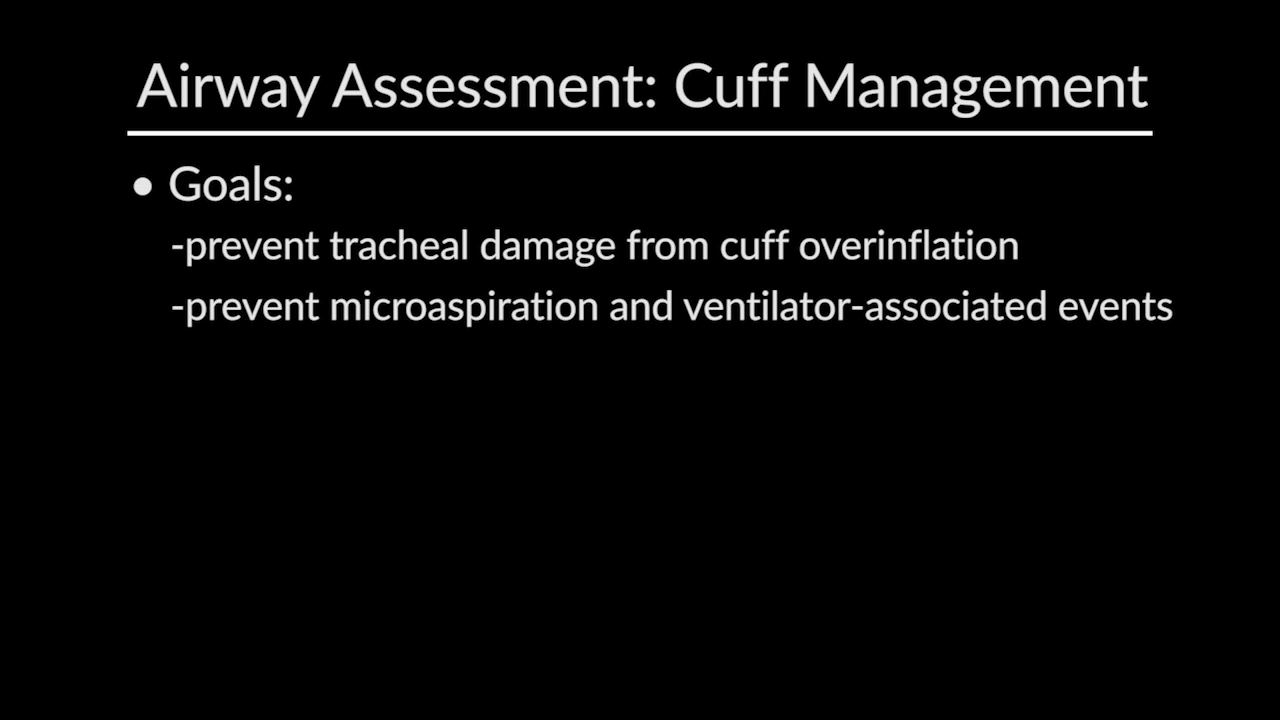 Airway Assessment: Cuff Management
• Goals:
-prevent tracheal damage from cuff overinflation
-prevent microaspiration and ventilator-associated events